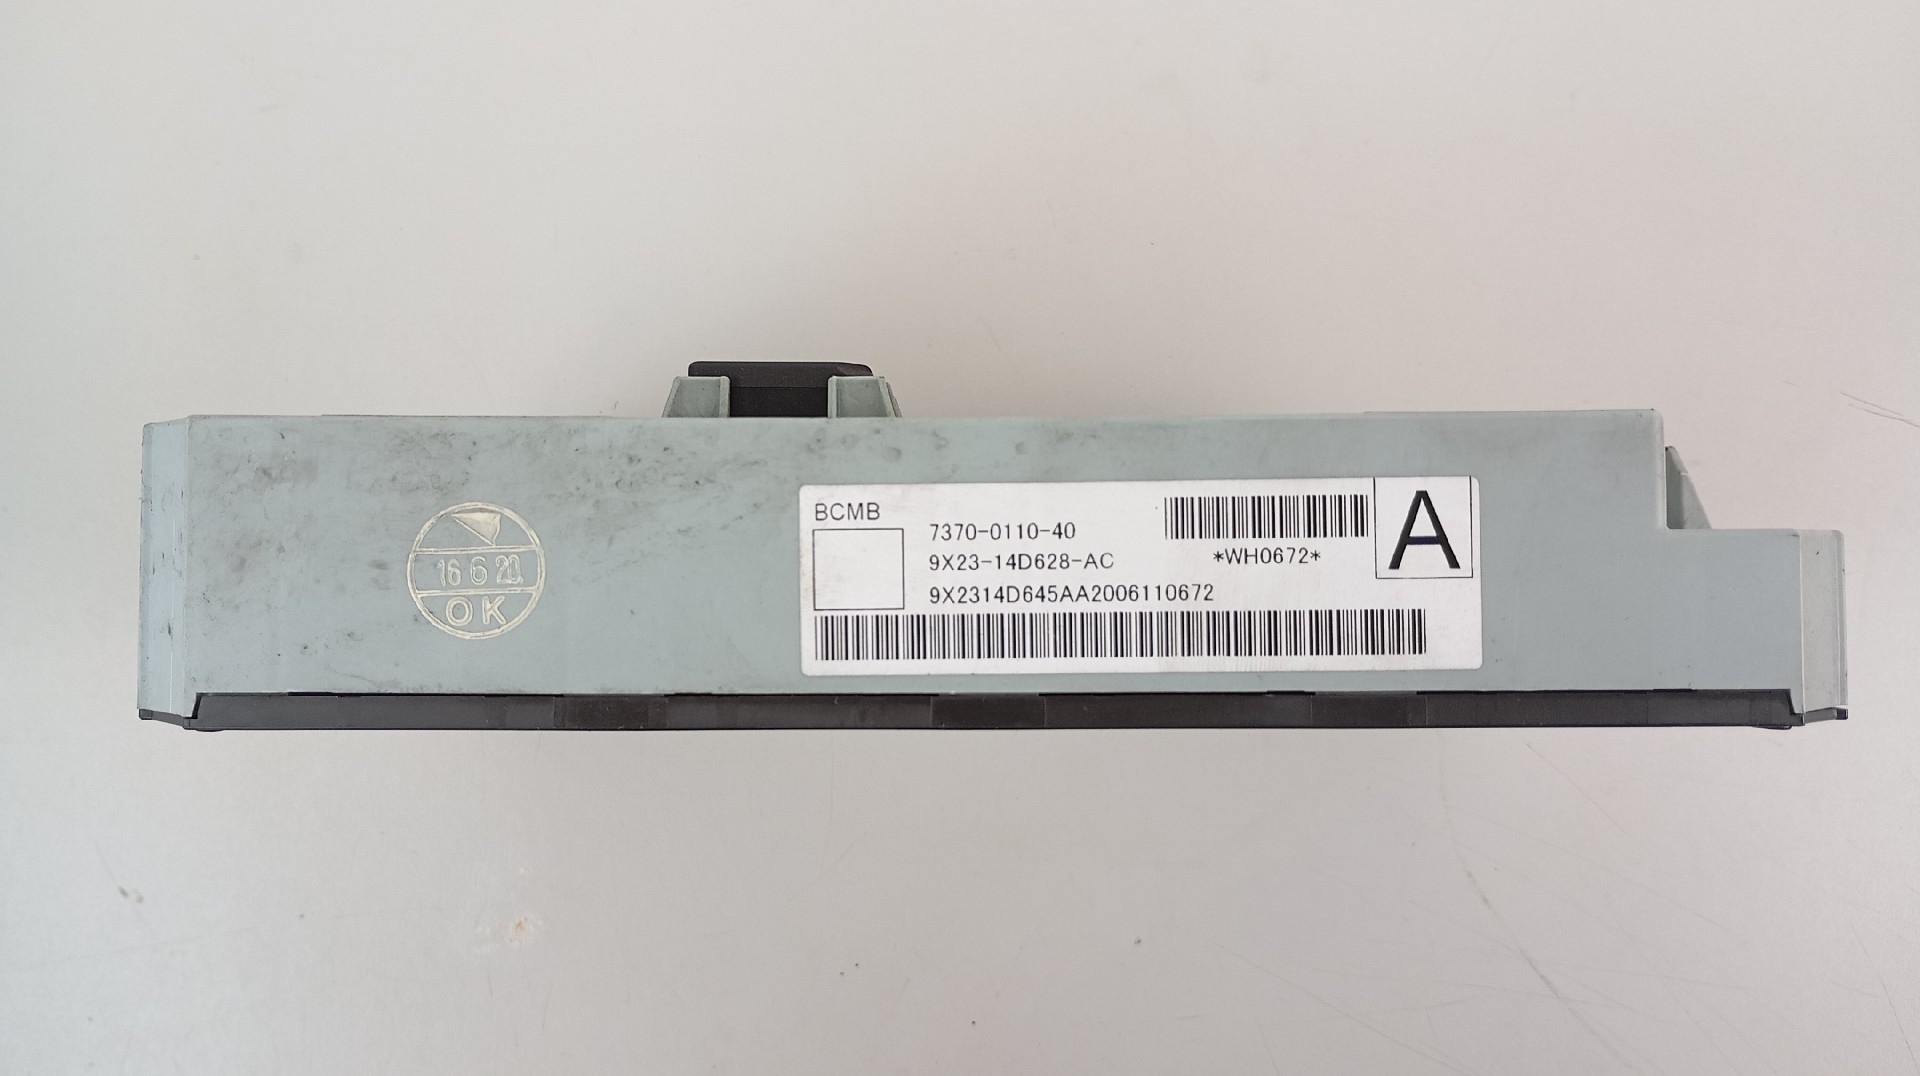 BCMB
7370-0110-40
9X23-14D628-AC
*WH0672*
A
9X2314D645AA2006110672
16 6 20
OK